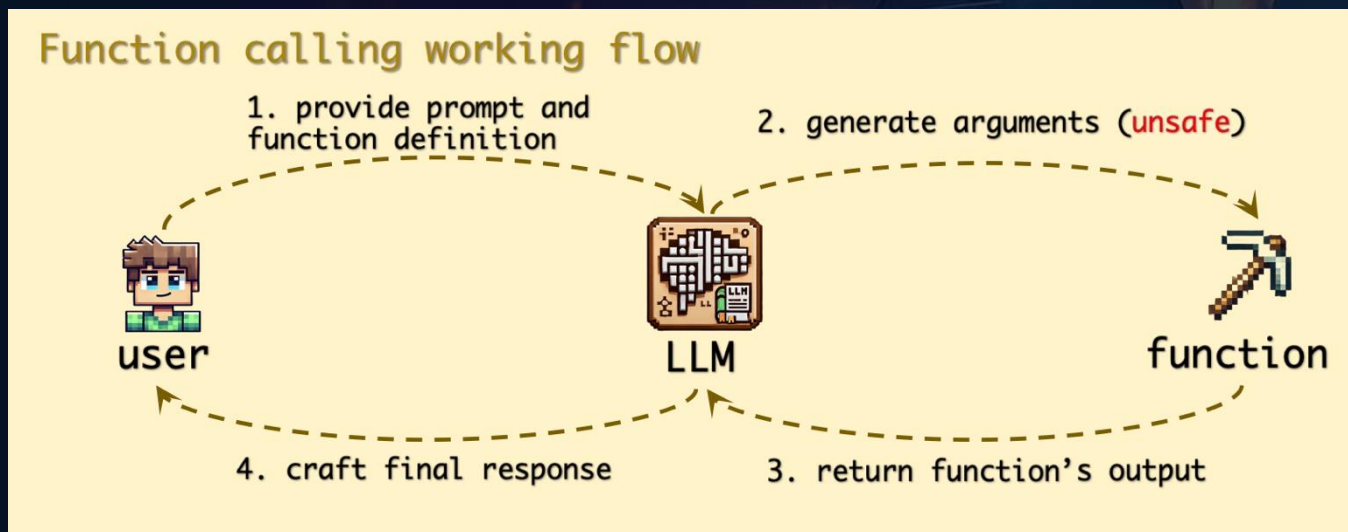 Function calling working flow
1. provide prompt and
function definition
2. generate arguments (unsafe)
LLM
user
LLM
function
4. craft final response
3. return function's output